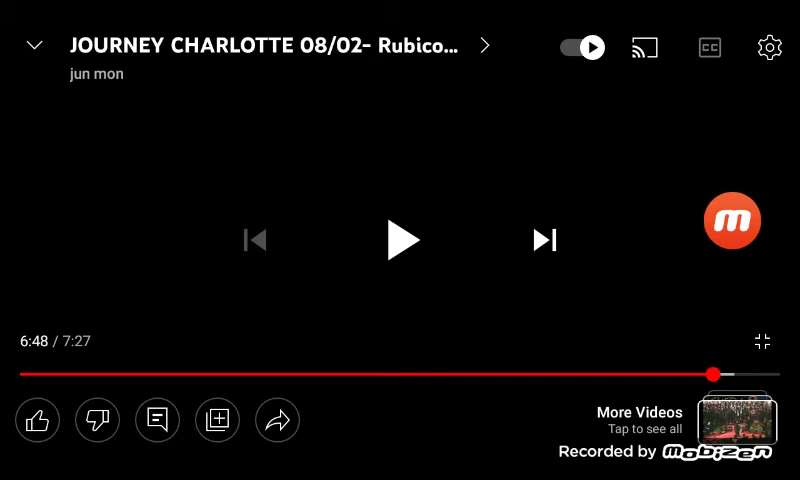 JOURNEY CHARLOTTE 08/02- Rubico...
jun mon
CC
m
6:48 / 7:27
More Videos
Tap to see all
Recorded by Mobizen